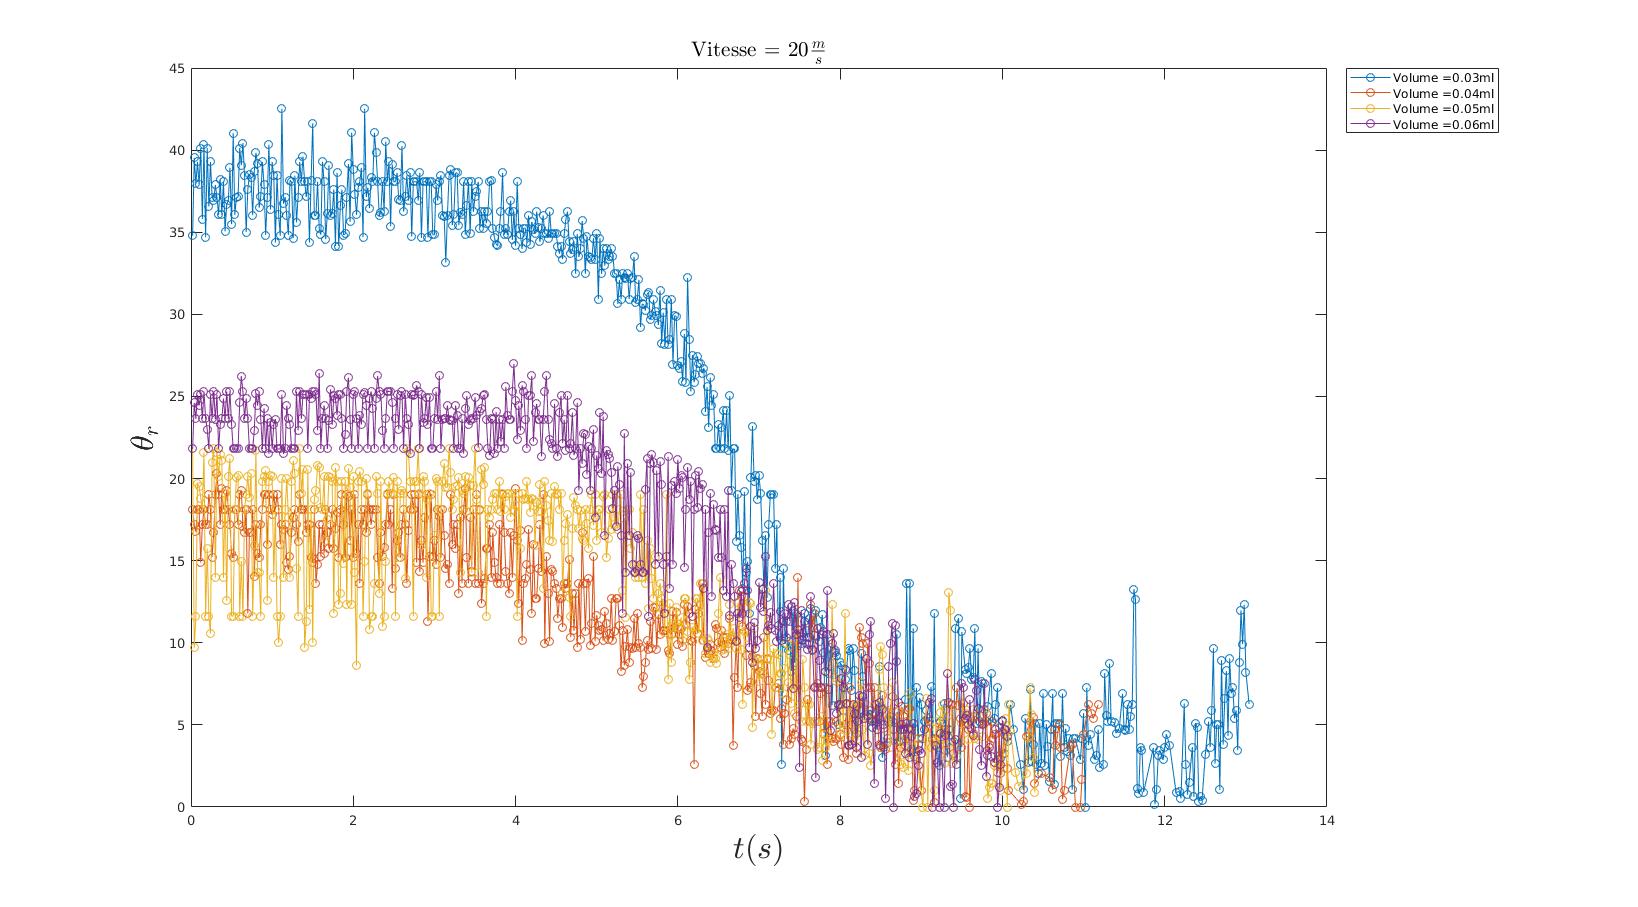 Vitesse = 20 m/s
Volume =0.03ml
Volume =0.04ml
Volume =0.05ml
Volume =0.06ml
45
40
35
30
25
20
15
10
5
0
θr
0 2 4 6 8 10 12 14
t(s)